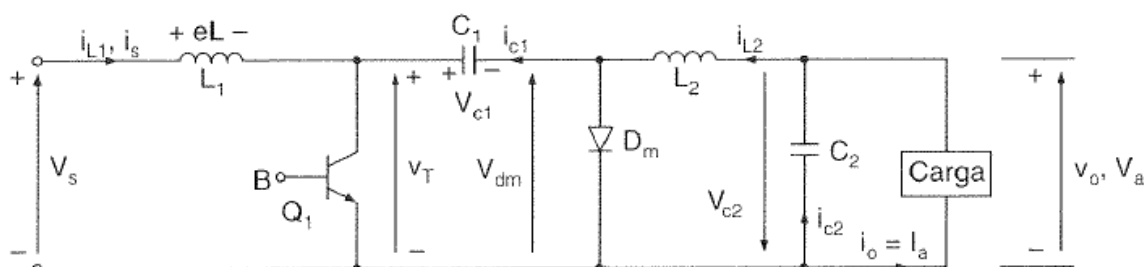 i_L1, i_s
+ eL −
L_1
C_1
i_c1
+ −
V_c1
i_L2
L_2
+
V_s
−
B
Q_1
+
v_T
−
V_dm
D_m
V_c2
C_2
i_c2
Carga
i_o = I_a
+
v_o, V_a
−